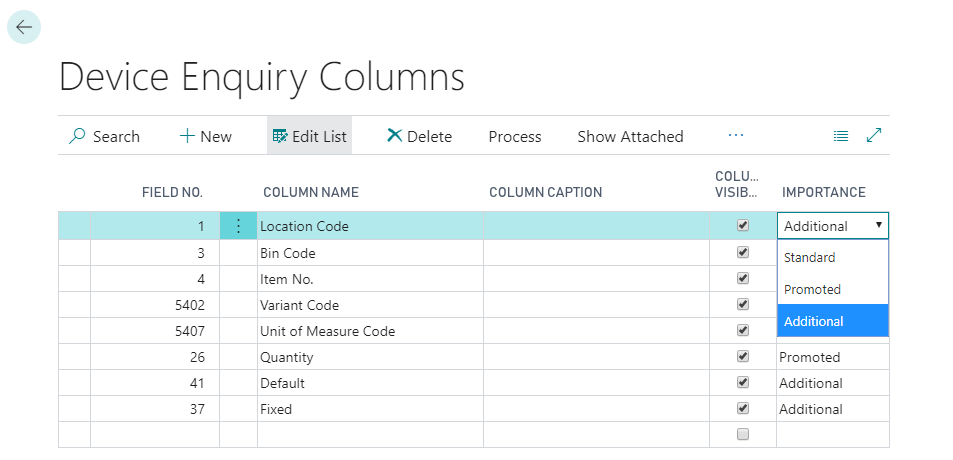 Device Enquiry Columns
Search New Edit List Delete Process Show Attached ...
FIELD NO. COLUMN NAME COLUMN CAPTION COLU... VISIB... IMPORTANCE
1 Location Code Additional
3 Bin Code Standard
4 Item No. Promoted
5402 Variant Code Additional
5407 Unit of Measure Code
26 Quantity Promoted
41 Default Additional
37 Fixed Additional